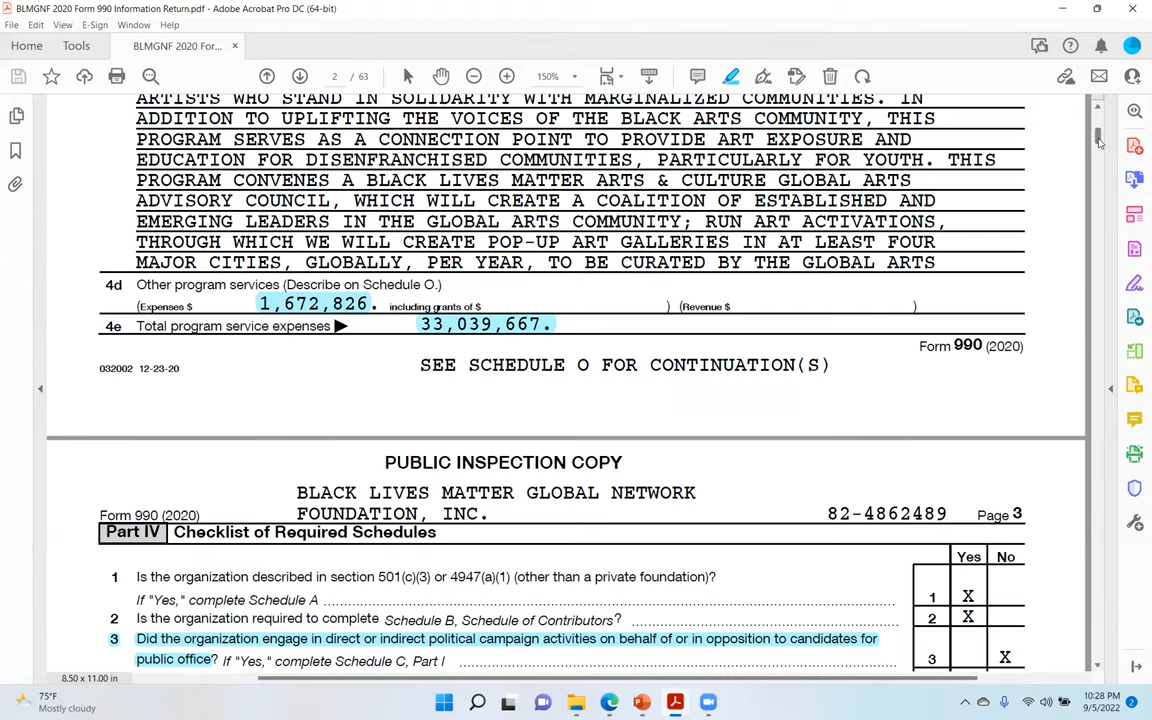 BLMGNF 2020 Form 990 Information Return.pdf - Adobe Acrobat Pro DC (64-bit)
File Edit View E-Sign Window Help
Home Tools BLMGNF 2020 For... ×
2 / 63 150%
ARTISTS WHO STAND IN SOLIDARITY WITH MARGINALIZED COMMUNITIES. IN
ADDITION TO UPLIFTING THE VOICES OF THE BLACK ARTS COMMUNITY, THIS
PROGRAM SERVES AS A CONNECTION POINT TO PROVIDE ART EXPOSURE AND
EDUCATION FOR DISENFRANCHISED COMMUNITIES, PARTICULARLY FOR YOUTH. THIS
PROGRAM CONVENES A BLACK LIVES MATTER ARTS & CULTURE GLOBAL ARTS
ADVISORY COUNCIL, WHICH WILL CREATE A COALITION OF ESTABLISHED AND
EMERGING LEADERS IN THE GLOBAL ARTS COMMUNITY; RUN ART ACTIVATIONS,
THROUGH WHICH WE WILL CREATE POP-UP ART GALLERIES IN AT LEAST FOUR
MAJOR CITIES, GLOBALLY, PER YEAR, TO BE CURATED BY THE GLOBAL ARTS
4d Other program services (Describe on Schedule O.)
(Expenses $ 1,672,826. including grants of $ ) (Revenue $ )
4e Total program service expenses ▶ 33,039,667.
Form 990 (2020)
032002 12-23-20 SEE SCHEDULE O FOR CONTINUATION(S)
PUBLIC INSPECTION COPY
BLACK LIVES MATTER GLOBAL NETWORK
Form 990 (2020) FOUNDATION, INC. 82-4862489 Page 3
Part IV Checklist of Required Schedules
Yes No
1 Is the organization described in section 501(c)(3) or 4947(a)(1) (other than a private foundation)?
If "Yes," complete Schedule A 1 X
2 Is the organization required to complete Schedule B, Schedule of Contributors? 2 X
3 Did the organization engage in direct or indirect political campaign activities on behalf of or in opposition to candidates for
public office? If "Yes," complete Schedule C, Part I 3 X
8.50 x 11.00 in
75°F
Mostly cloudy
10:28 PM
9/5/2022
2